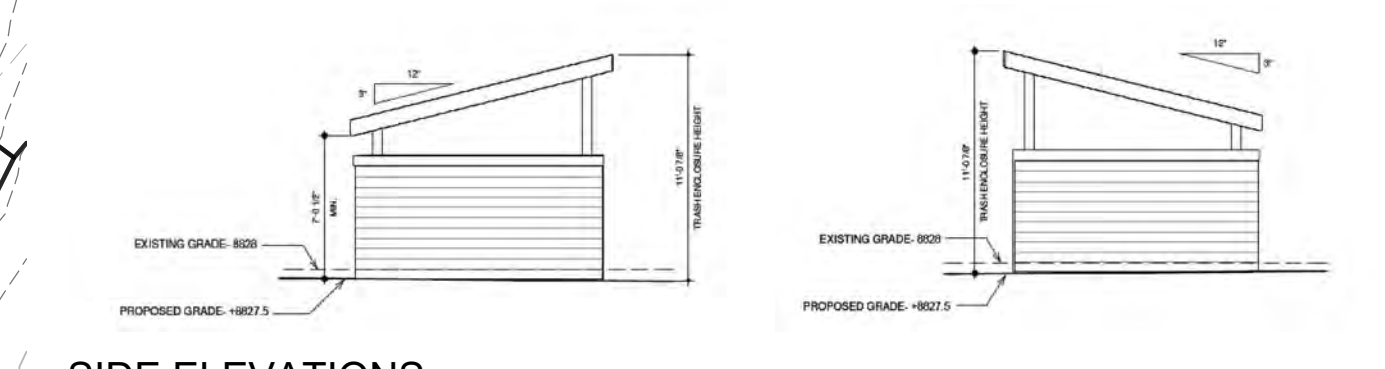 12"
9"
7'-0 1/2"
MIN.
11'-0 7/8"
TRASH ENCLOSURE HEIGHT
EXISTING GRADE- 8828
PROPOSED GRADE- +8827.5
11'-0 7/8"
TRASH ENCLOSURE HEIGHT
12"
9"
EXISTING GRADE- 8828
PROPOSED GRADE- +8827.5
SIDE ELEVATIONS